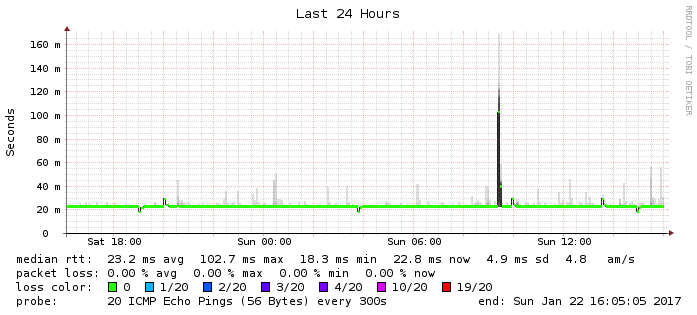 Last 24 Hours
RRDTOOL / TOBI OETIKER
Seconds
160 m
140 m
120 m
100 m
80 m
60 m
40 m
20 m
0
Sat 18:00 Sun 00:00 Sun 06:00 Sun 12:00
median rtt: 23.2 ms avg 102.7 ms max 18.3 ms min 22.8 ms now 4.9 ms sd 4.8 am/s
packet loss: 0.00 % avg 0.00 % max 0.00 % min 0.00 % now
loss color: 0 1/20 2/20 3/20 4/20 10/20 19/20
probe: 20 ICMP Echo Pings (56 Bytes) every 300s end: Sun Jan 22 16:05:05 2017